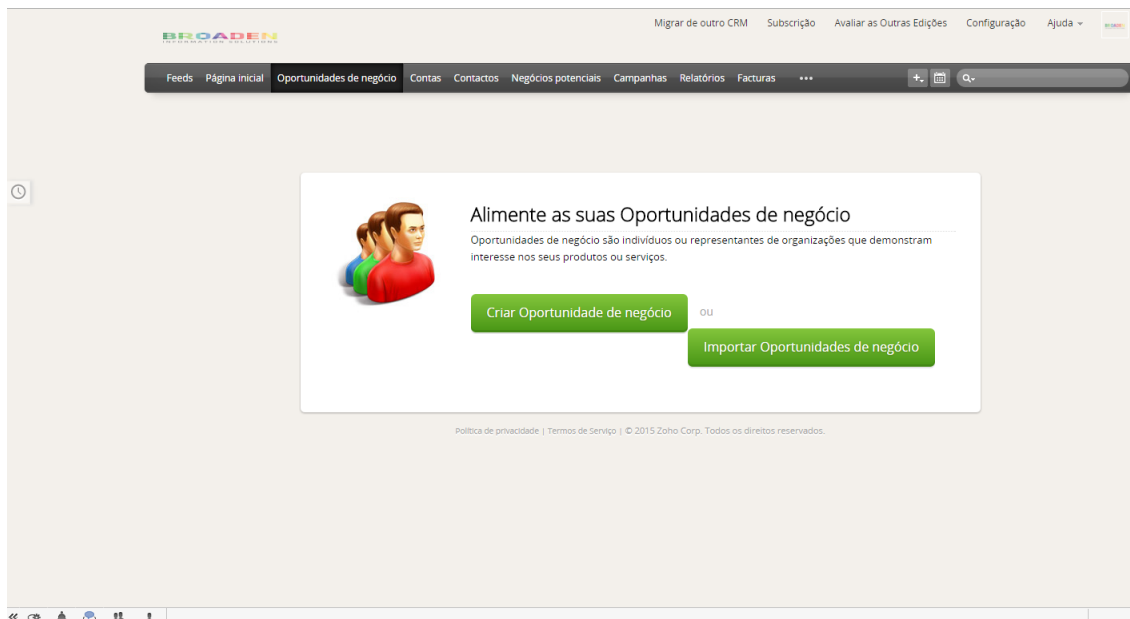 Migrar de outro CRM Subscrição Avaliar as Outras Edições Configuração Ajuda
BROADEN
INFORMATION SOLUTIONS
Feeds Página inicial Oportunidades de negócio Contas Contactos Negócios potenciais Campanhas Relatórios Facturas •••
Alimente as suas Oportunidades de negócio
Oportunidades de negócio são indivíduos ou representantes de organizações que demonstram
interesse nos seus produtos ou serviços.
Criar Oportunidade de negócio ou
Importar Oportunidades de negócio
Política de privacidade | Termos de Serviço | © 2015 Zoho Corp. Todos os direitos reservados.